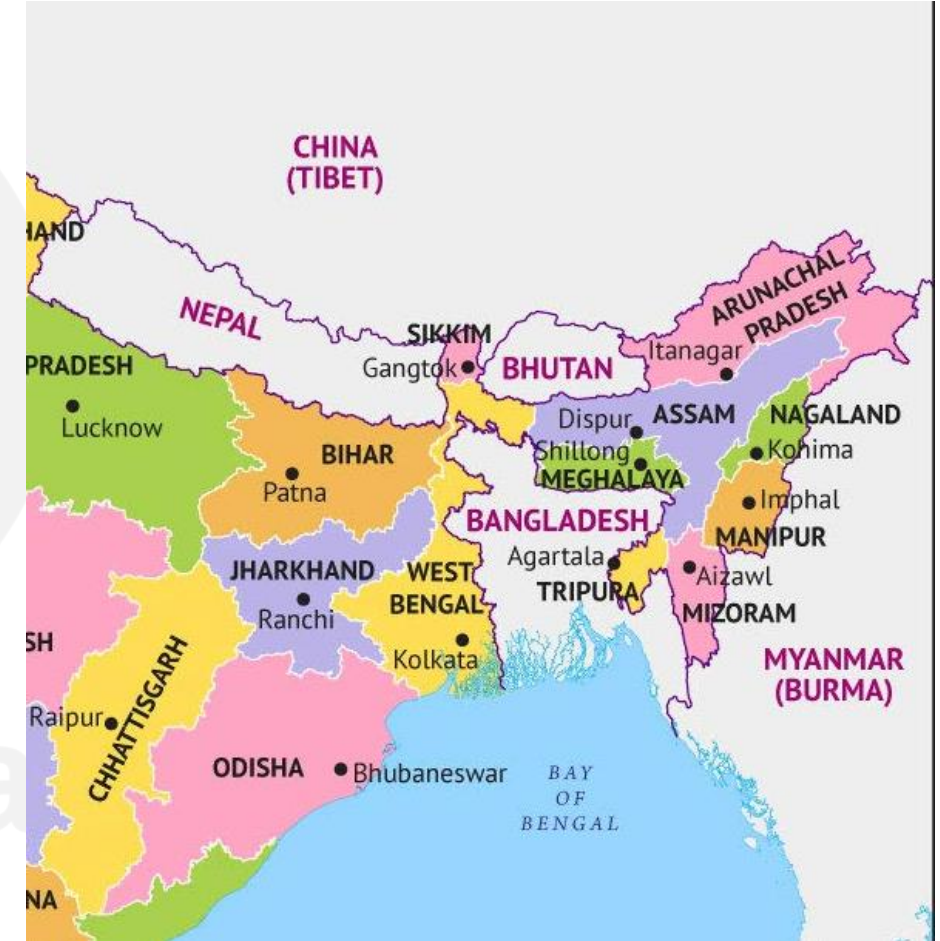 CHINA
(TIBET)
HAND
NEPAL
SIKKIM
Gangtok
BHUTAN
ARUNACHAL
PRADESH
Itanagar
PRADESH
Lucknow
BIHAR
Patna
Dispur
ASSAM
NAGALAND
Shillong
Kohima
MEGHALAYA
Imphal
MANIPUR
BANGLADESH
Agartala
TRIPURA
Aizawl
MIZORAM
JHARKHAND
Ranchi
WEST
BENGAL
Kolkata
SH
MYANMAR
(BURMA)
Raipur
CHHATTISGARH
ODISHA
Bhubaneswar
BAY
OF
BENGAL
NA